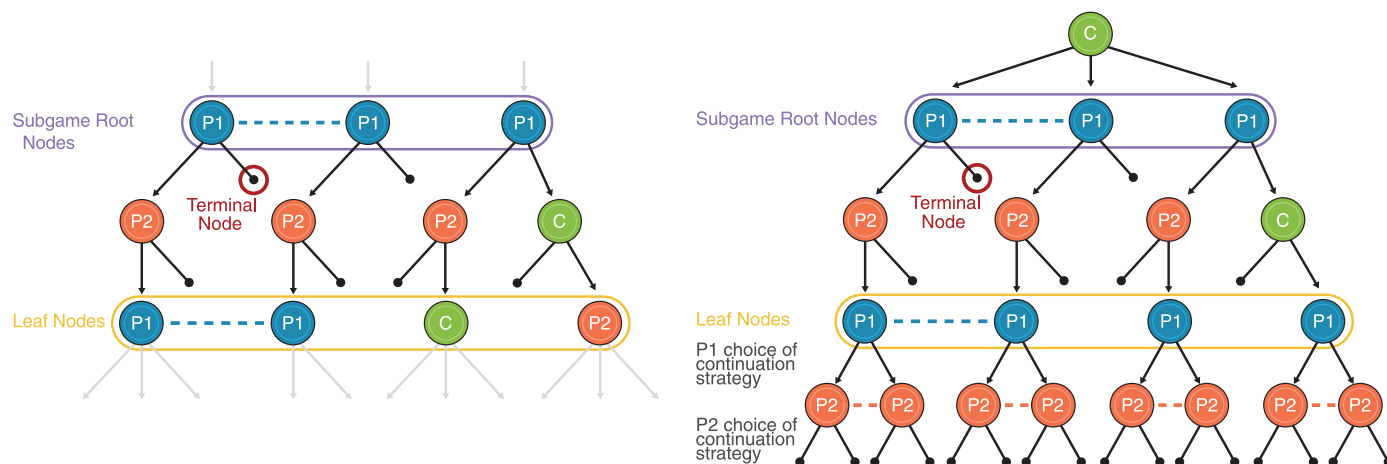 C
Subgame Root
Nodes
P1
P1
P1
Terminal
Node
P2
P2
P2
C
Leaf Nodes
P1
P1
C
P2
Subgame Root Nodes
P1
P1
P1
Terminal
Node
P2
P2
P2
C
Leaf Nodes
P1
P1
P1
P1
P1 choice of
continuation
strategy
P2
P2
P2
P2
P2
P2
P2
P2
P2 choice of
continuation
strategy